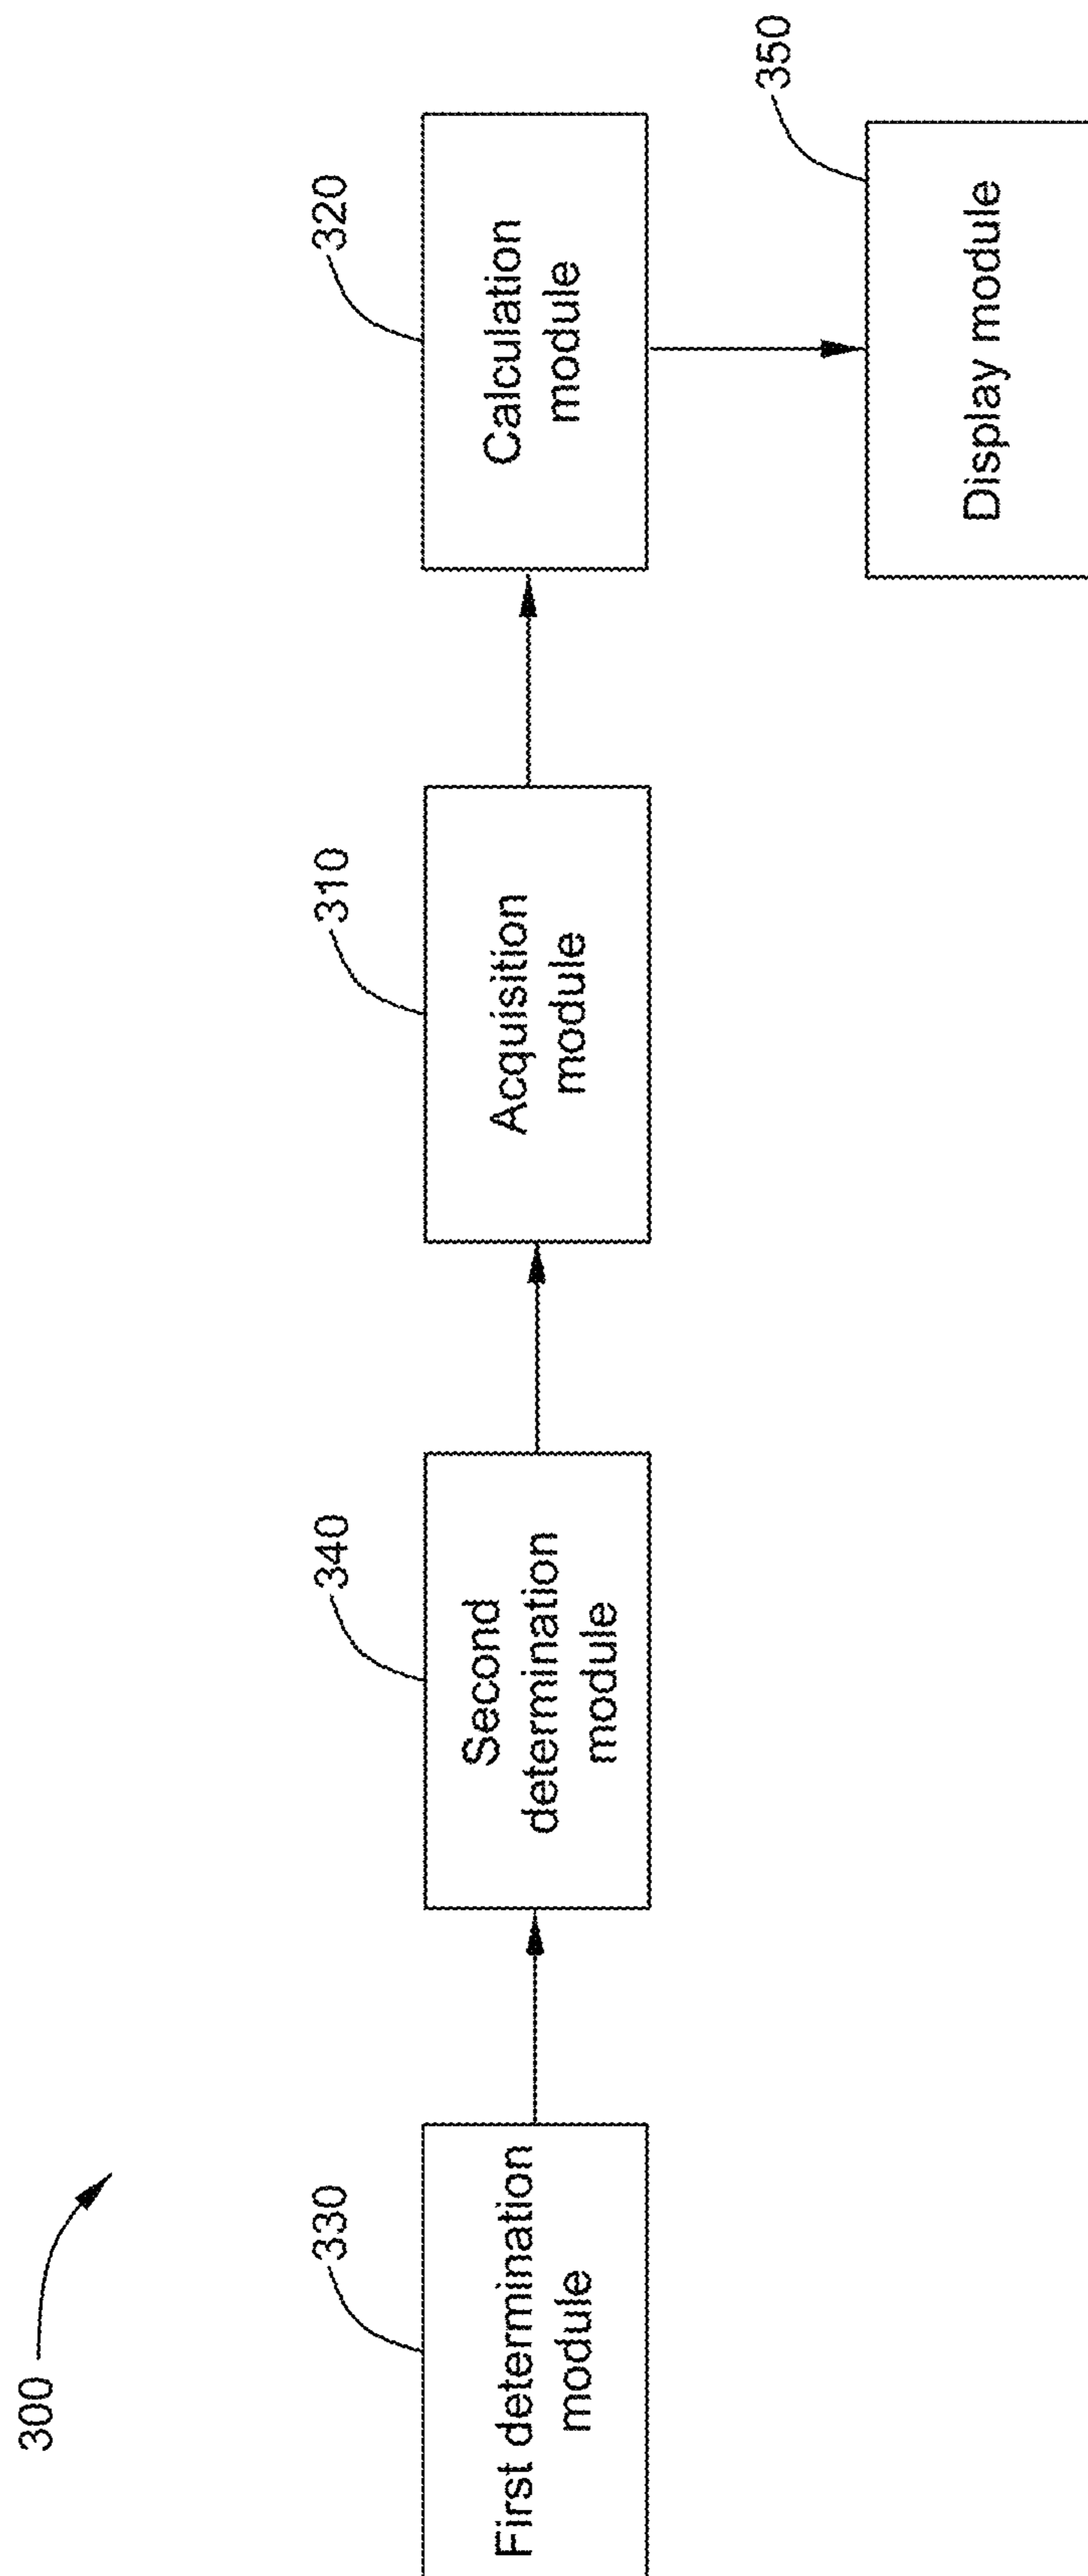 300
330
First determination
module
340
Second
determination
module
310
Acquisition
module
320
Calculation
module
350
Display module